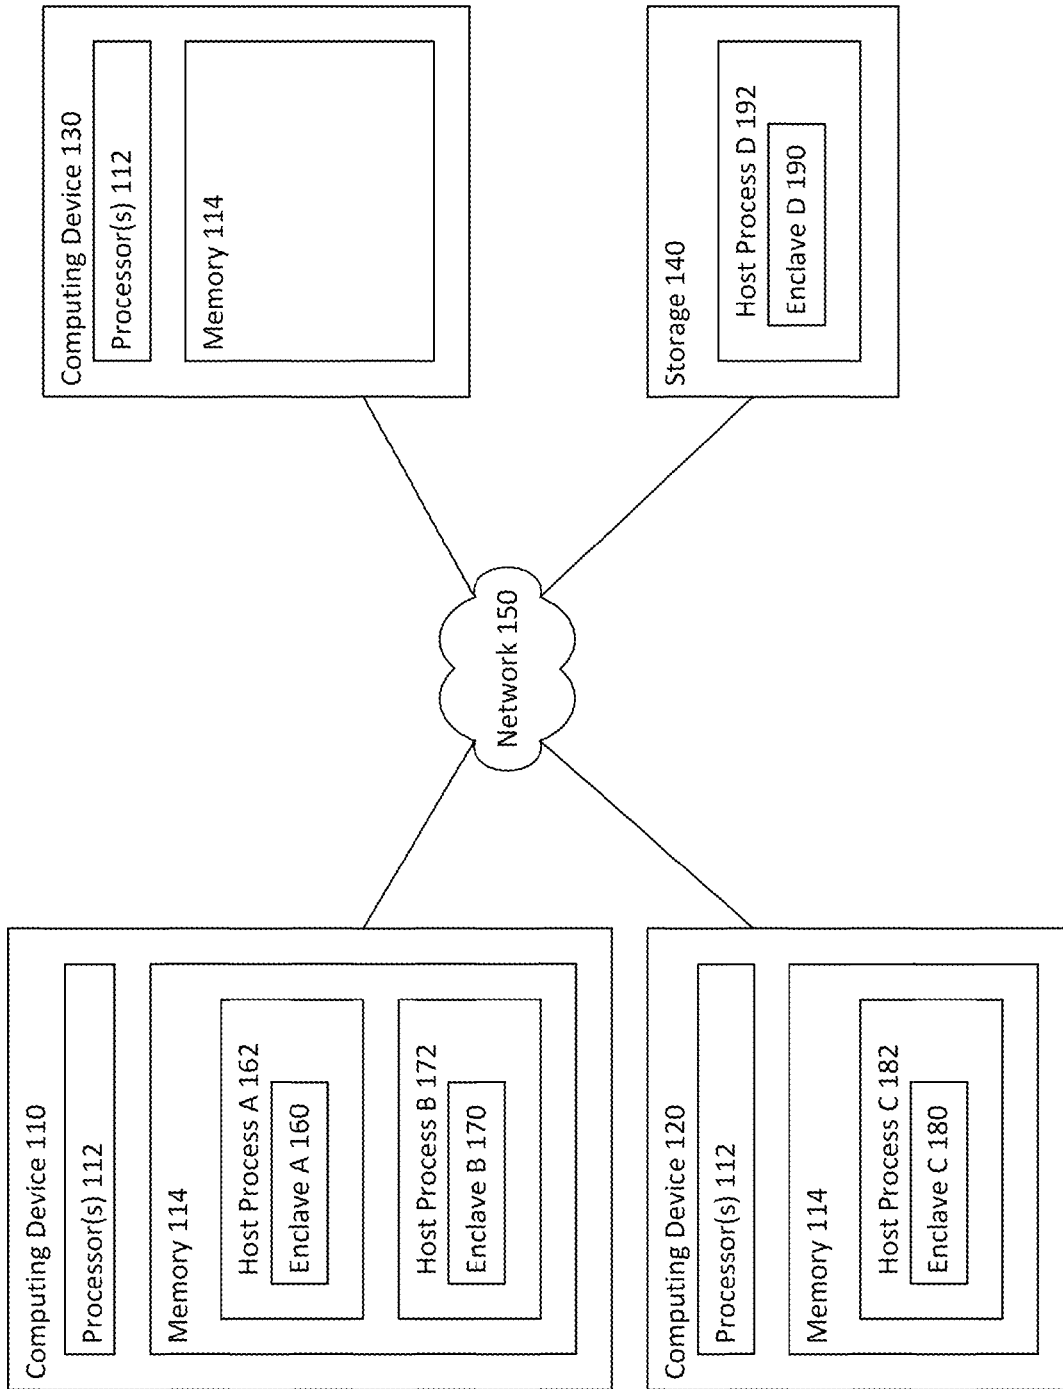 Computing Device 110
Processor(s) 112
Memory 114
Host Process A 162
Enclave A 160
Host Process B 172
Enclave B 170
Computing Device 120
Processor(s) 112
Memory 114
Host Process C 182
Enclave C 180
Network 150
Computing Device 130
Processor(s) 112
Memory 114
Storage 140
Host Process D 192
Enclave D 190